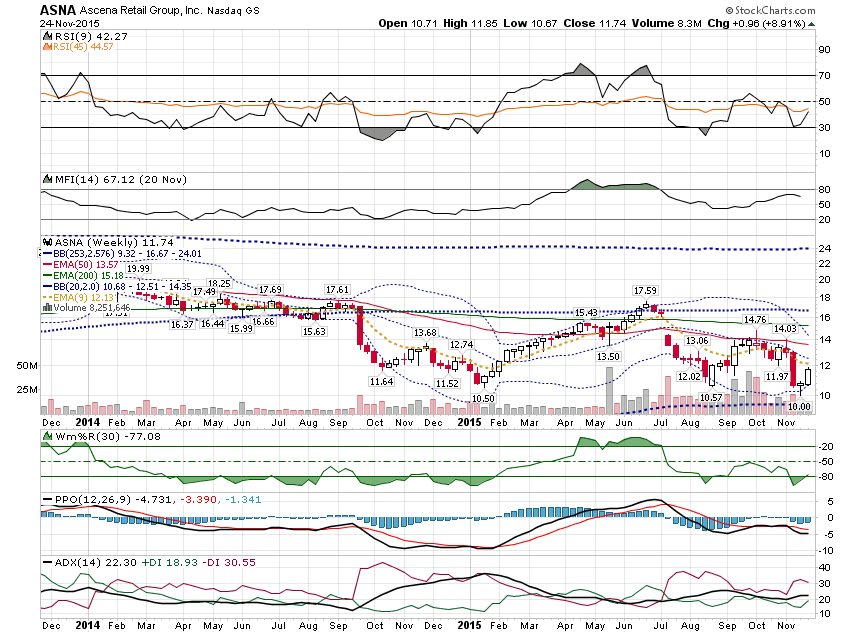 ASNA Ascena Retail Group, Inc. Nasdaq GS © StockCharts.com
24-Nov-2015 Open 10.71 High 11.85 Low 10.67 Close 11.74 Volume 8.3M Chg +0.96 (+8.91%)
RSI(9) 42.27
RSI(45) 44.57
90
70
50
30
10
MFI(14) 67.12 (20 Nov)
80
50
20
ASNA (Weekly) 11.74
BB(253,2.576) 9.32 - 16.67 - 24.01
EMA(50) 13.57
EMA(200) 15.18
BB(20,2.0) 10.68 - 12.51 - 14.35
EMA(9) 12.13
Volume 8,251,646
19.99
17.49
18.25
17.69
17.61
16.37
16.44
15.99
16.66
15.63
11.64
13.68
11.52
12.74
10.50
15.43
13.50
17.59
12.02
13.06
10.57
14.76
11.97
14.03
10.00
24
22
20
18
16
14
12
10
50M
25M
Dec 2014 Feb Mar Apr May Jun Jul Aug Sep Oct Nov Dec 2015 Feb Mar Apr May Jun Jul Aug Sep Oct Nov
Wm%R(30) -77.08
-20
-50
-80
PPO(12,26,9) -4.731, -3.390, -1.341
5
0
-5
-10
ADX(14) 22.30 +DI 18.93 -DI 30.55
40
30
20
10
Dec 2014 Feb Mar Apr May Jun Jul Aug Sep Oct Nov Dec 2015 Feb Mar Apr May Jun Jul Aug Sep Oct Nov